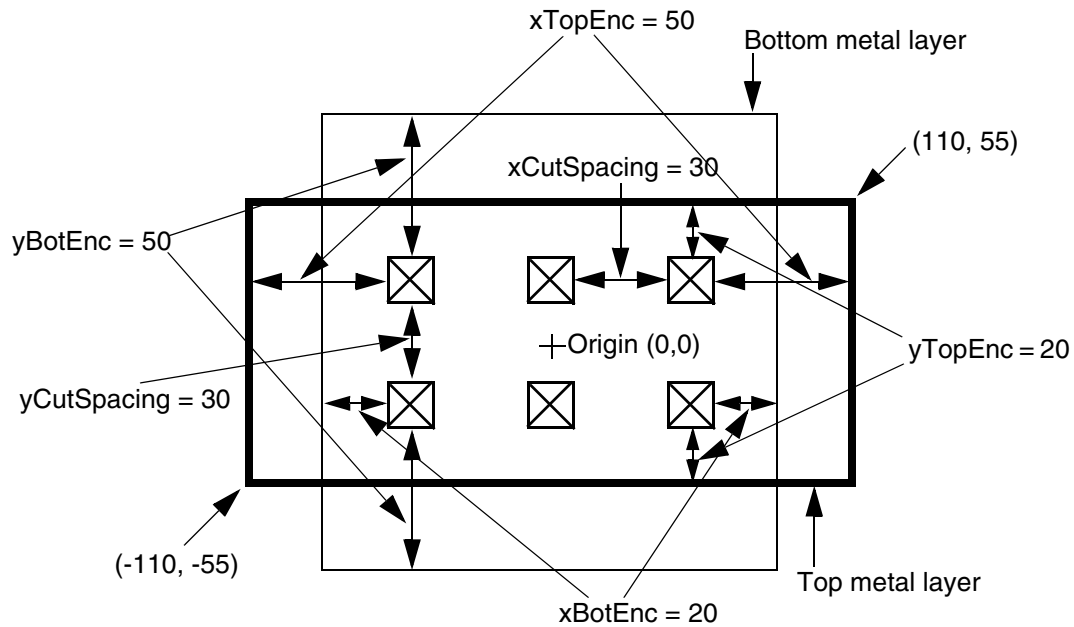 xTopEnc = 50
Bottom metal layer
(110, 55)
xCutSpacing = 30
yBotEnc = 50
Origin (0,0)
yTopEnc = 20
yCutSpacing = 30
(-110, -55)
Top metal layer
xBotEnc = 20